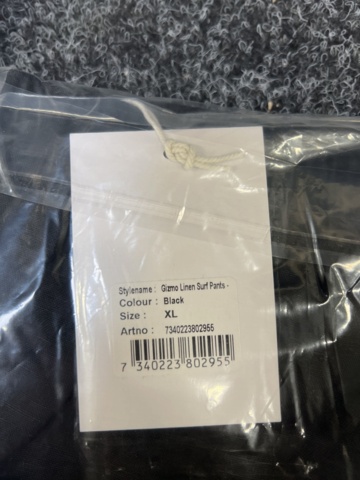 Stylename : Gizmo Linen Surf Pants -
Colour : Black
Size : XL
Artno : 7340223802955
7 340223 802955